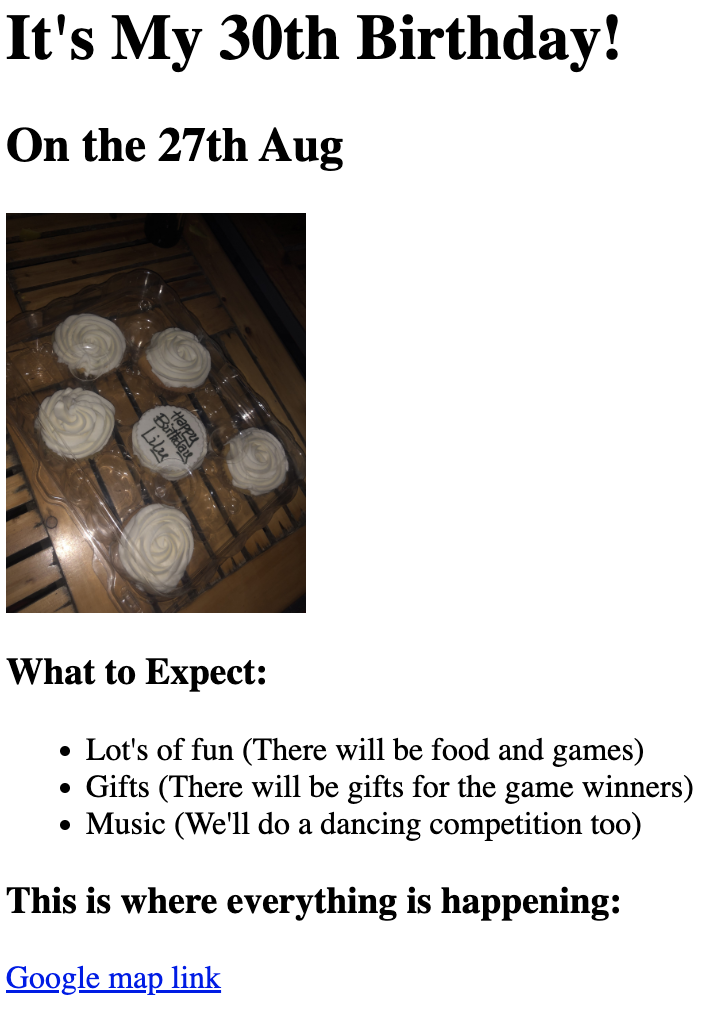 It's My 30th Birthday!
On the 27th Aug
Happy
Birthday
Lily
What to Expect:
Lot's of fun (There will be food and games)
Gifts (There will be gifts for the game winners)
Music (We'll do a dancing competition too)
This is where everything is happening:
Google map link